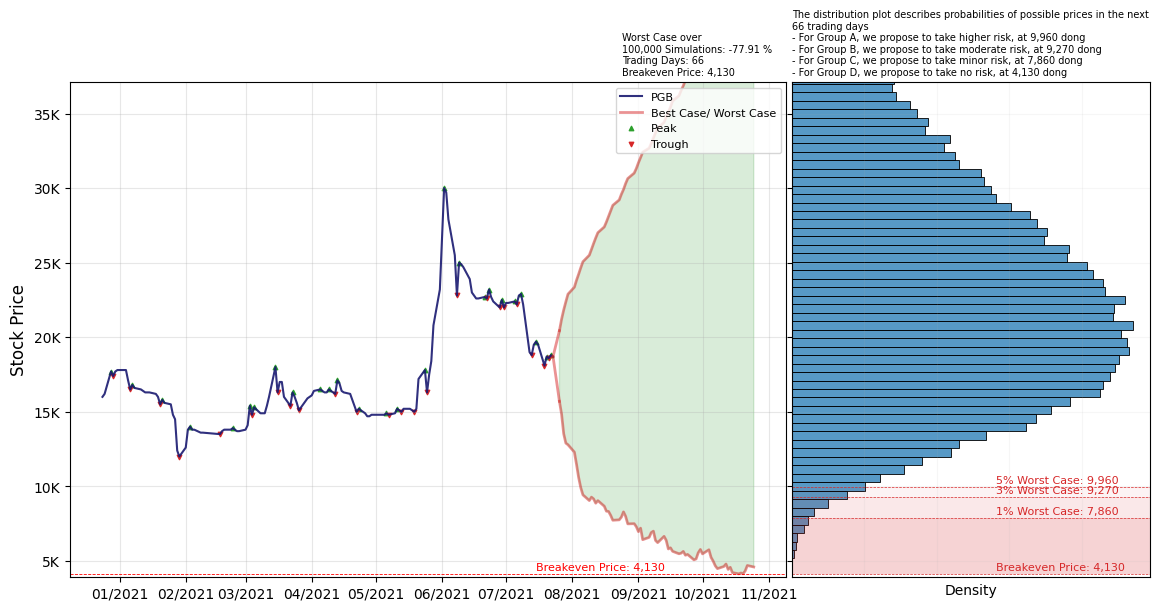 The distribution plot describes probabilities of possible prices in the next
66 trading days
- For Group A, we propose to take higher risk, at 9,960 dong
- For Group B, we propose to take moderate risk, at 9,270 dong
- For Group C, we propose to take minor risk, at 7,860 dong
- For Group D, we propose to take no risk, at 4,130 dong
Worst Case over
100,000 Simulations: -77.91 %
Trading Days: 66
Breakeven Price: 4,130
PGB
Best Case/ Worst Case
Peak
Trough
Stock Price
35K
30K
25K
20K
15K
10K
5K
Breakeven Price: 4,130
01/2021
02/2021
03/2021
04/2021
05/2021
06/2021
07/2021
08/2021
09/2021
10/2021
11/2021
5% Worst Case: 9,960
3% Worst Case: 9,270
1% Worst Case: 7,860
Breakeven Price: 4,130
Density